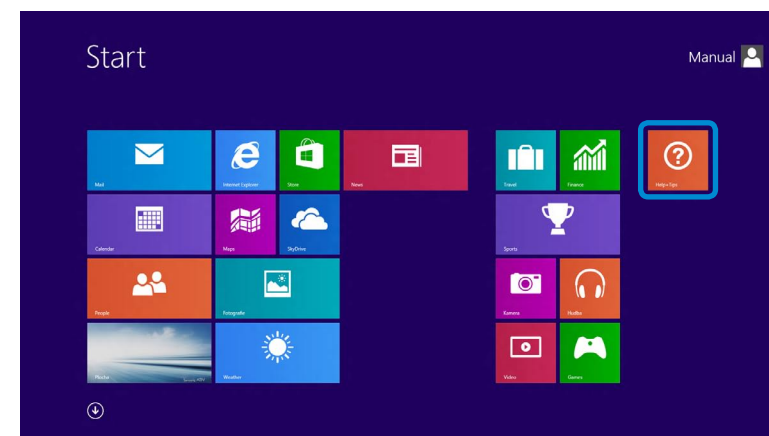 Start
Manual
Mail
Internet Explorer
Store
News
Travel
Finance
Help+Tips
Calendar
Maps
SkyDrive
Sports
People
Fotografie
Kamera
Hudba
Plocha
Weather
Video
Games